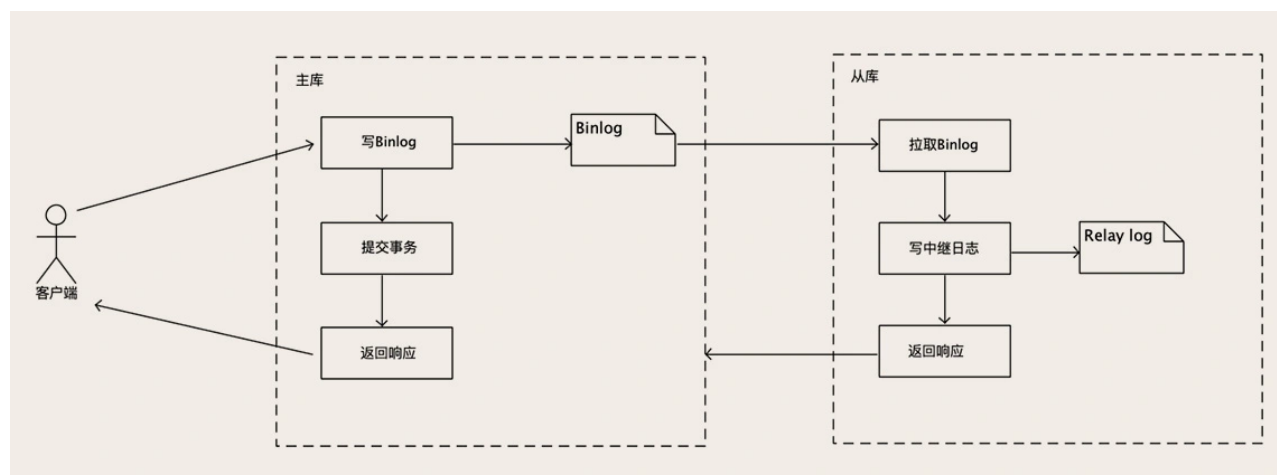 主库
写Binlog
Binlog
提交事务
返回响应
客户端
从库
拉取Binlog
写中继日志
Relay log
返回响应